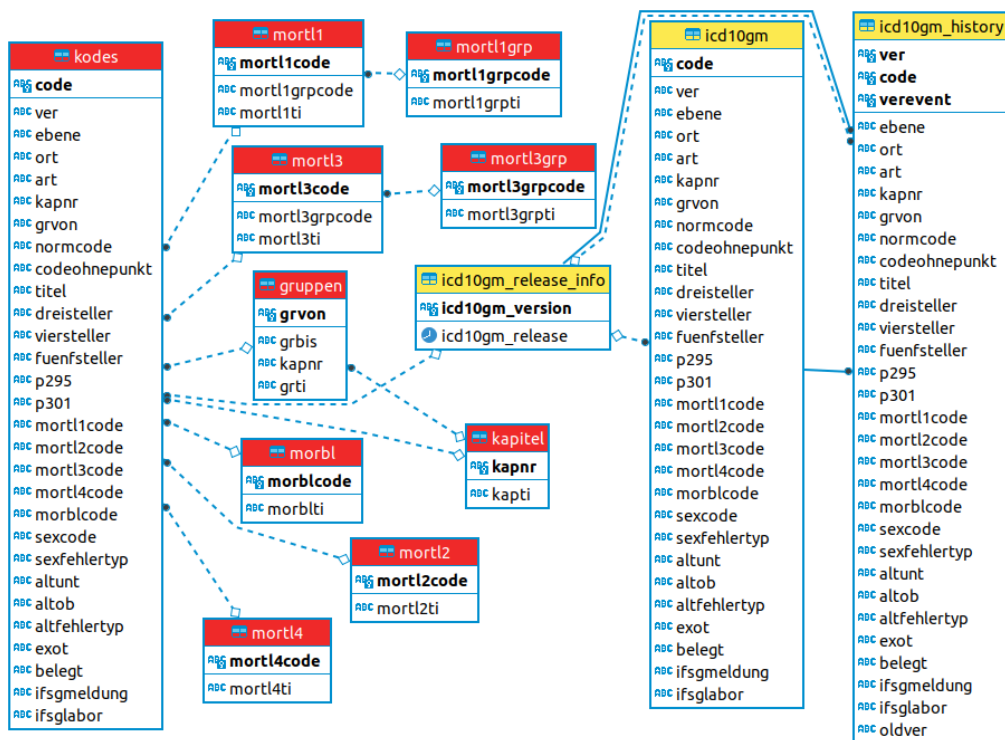 kodes
code
ver
ebene
ort
art
kapnr
grvon
normcode
codeohnepunkt
titel
dreisteller
viersteller
fuenfsteller
p295
p301
mortl1code
mortl2code
mortl3code
mortl4code
morblcode
sexcode
sexfehlertyp
altunt
altob
altfehlertyp
exot
belegt
ifsgmeldung
ifsglabor
mortl1
mortl1code
mortl1grpcode
mortl1ti
mortl1grp
mortl1grpcode
mortl1grpti
mortl3
mortl3code
mortl3grpcode
mortl3ti
mortl3grp
mortl3grpcode
mortl3grpti
gruppen
grvon
grbis
kapnr
grti
icd10gm_release_info
icd10gm_version
icd10gm_release
kapitel
kapnr
kapti
morbl
morblcode
morblti
mortl2
mortl2code
mortl2ti
mortl4
mortl4code
mortl4ti
icd10gm
code
ver
ebene
ort
art
kapnr
grvon
normcode
codeohnepunkt
titel
dreisteller
viersteller
fuenfsteller
p295
p301
mortl1code
mortl2code
mortl3code
mortl4code
morblcode
sexcode
sexfehlertyp
altunt
altob
altfehlertyp
exot
belegt
ifsgmeldung
ifsglabor
icd10gm_history
ver
code
verevent
ebene
ort
art
kapnr
grvon
normcode
codeohnepunkt
titel
dreisteller
viersteller
fuenfsteller
p295
p301
mortl1code
mortl2code
mortl3code
mortl4code
morblcode
sexcode
sexfehlertyp
altunt
altob
altfehlertyp
exot
belegt
ifsgmeldung
ifsglabor
oldver